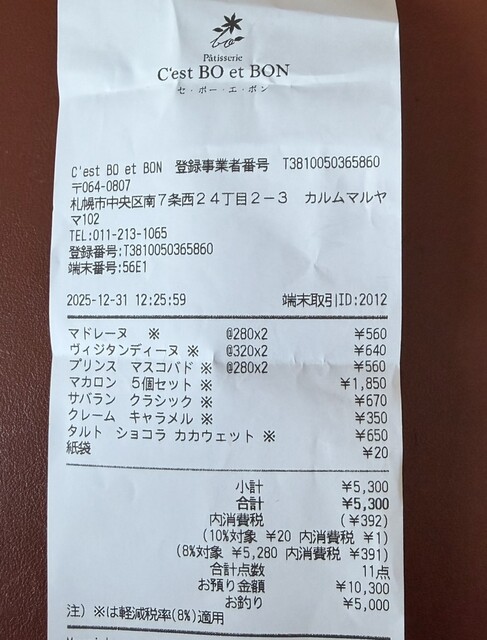 bo
Pâtisserie
C'est BO et BON
セ・ボー・エ・ボン
C'est BO et BON 登録事業者番号 T3810050365860
〒064-0807
札幌市中央区南7条西24丁目2-3 カルムマルヤ
マ102
TEL:011-213-1065
登録番号:T3810050365860
端末番号:56E1
2025-12-31 12:25:59 端末取引ID:2012
マドレーヌ ※ @280x2 ¥560
ヴィジタンディーヌ ※ @320x2 ¥640
プリンス マスコバド ※ @280x2 ¥560
マカロン 5個セット ※ ¥1,850
サバラン クラシック ※ ¥670
クレーム キャラメル ※ ¥350
タルト ショコラ カカウェット ※ ¥650
紙袋 ¥20
小計 ¥5,300
合計 ¥5,300
内消費税 (¥392)
(10%対象 ¥20 内消費税 ¥1)
(8%対象 ¥5,280 内消費税 ¥391)
合計点数 11点
お預り金額 ¥10,300
お釣り ¥5,000
注) ※は軽減税率(8%)適用